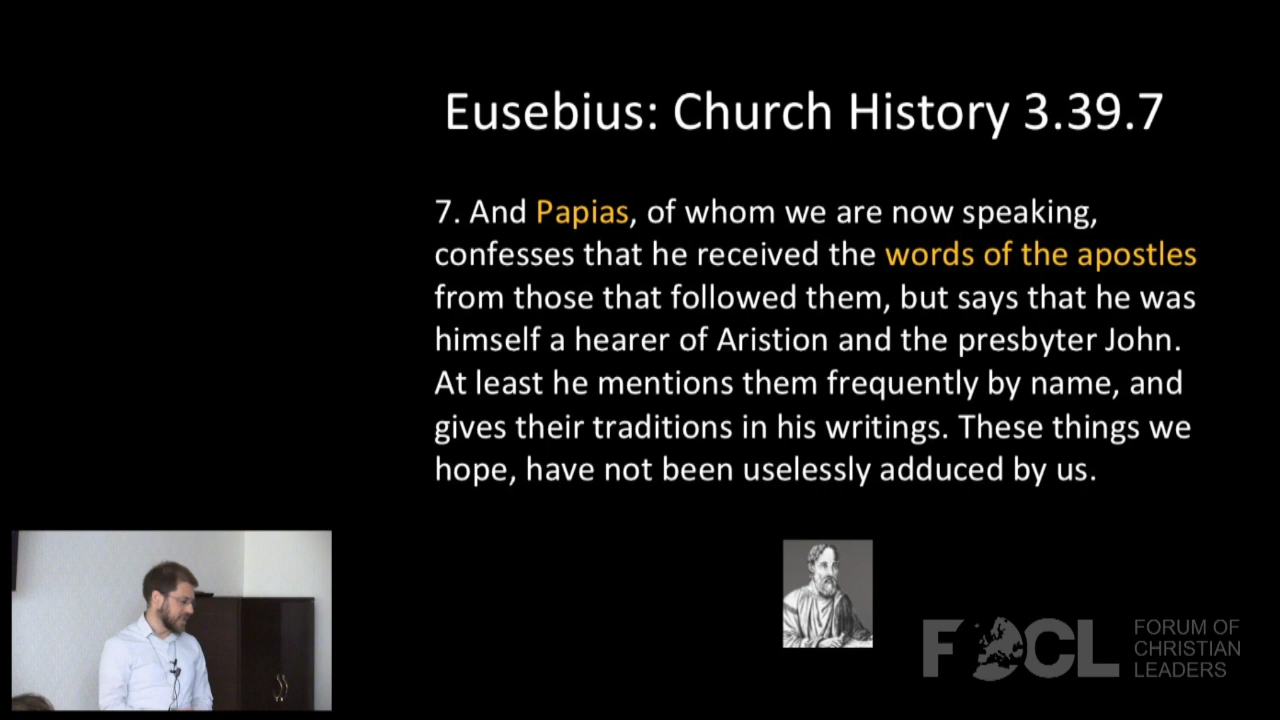 Eusebius: Church History 3.39.7
7. And Papias, of whom we are now speaking,
confesses that he received the words of the apostles
from those that followed them, but says that he was
himself a hearer of Aristion and the presbyter John.
At least he mentions them frequently by name, and
gives their traditions in his writings. These things we
hope, have not been uselessly adduced by us.
FOCL
FORUM OF
CHRISTIAN
LEADERS